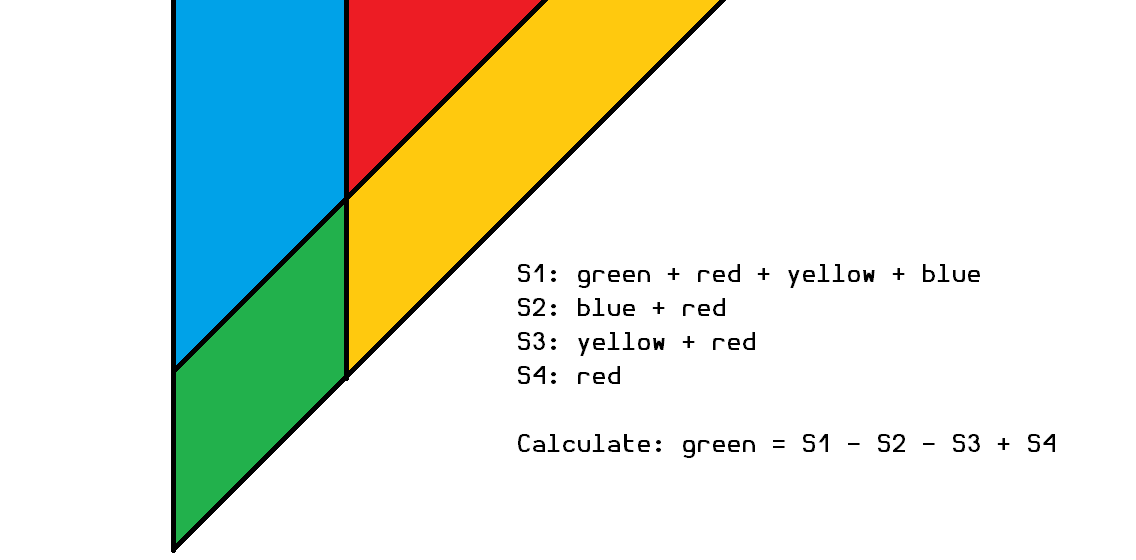 S1: green + red + yellow + blue
S2: blue + red
S3: yellow + red
S4: red
Calculate: green = S1 - S2 - S3 + S4